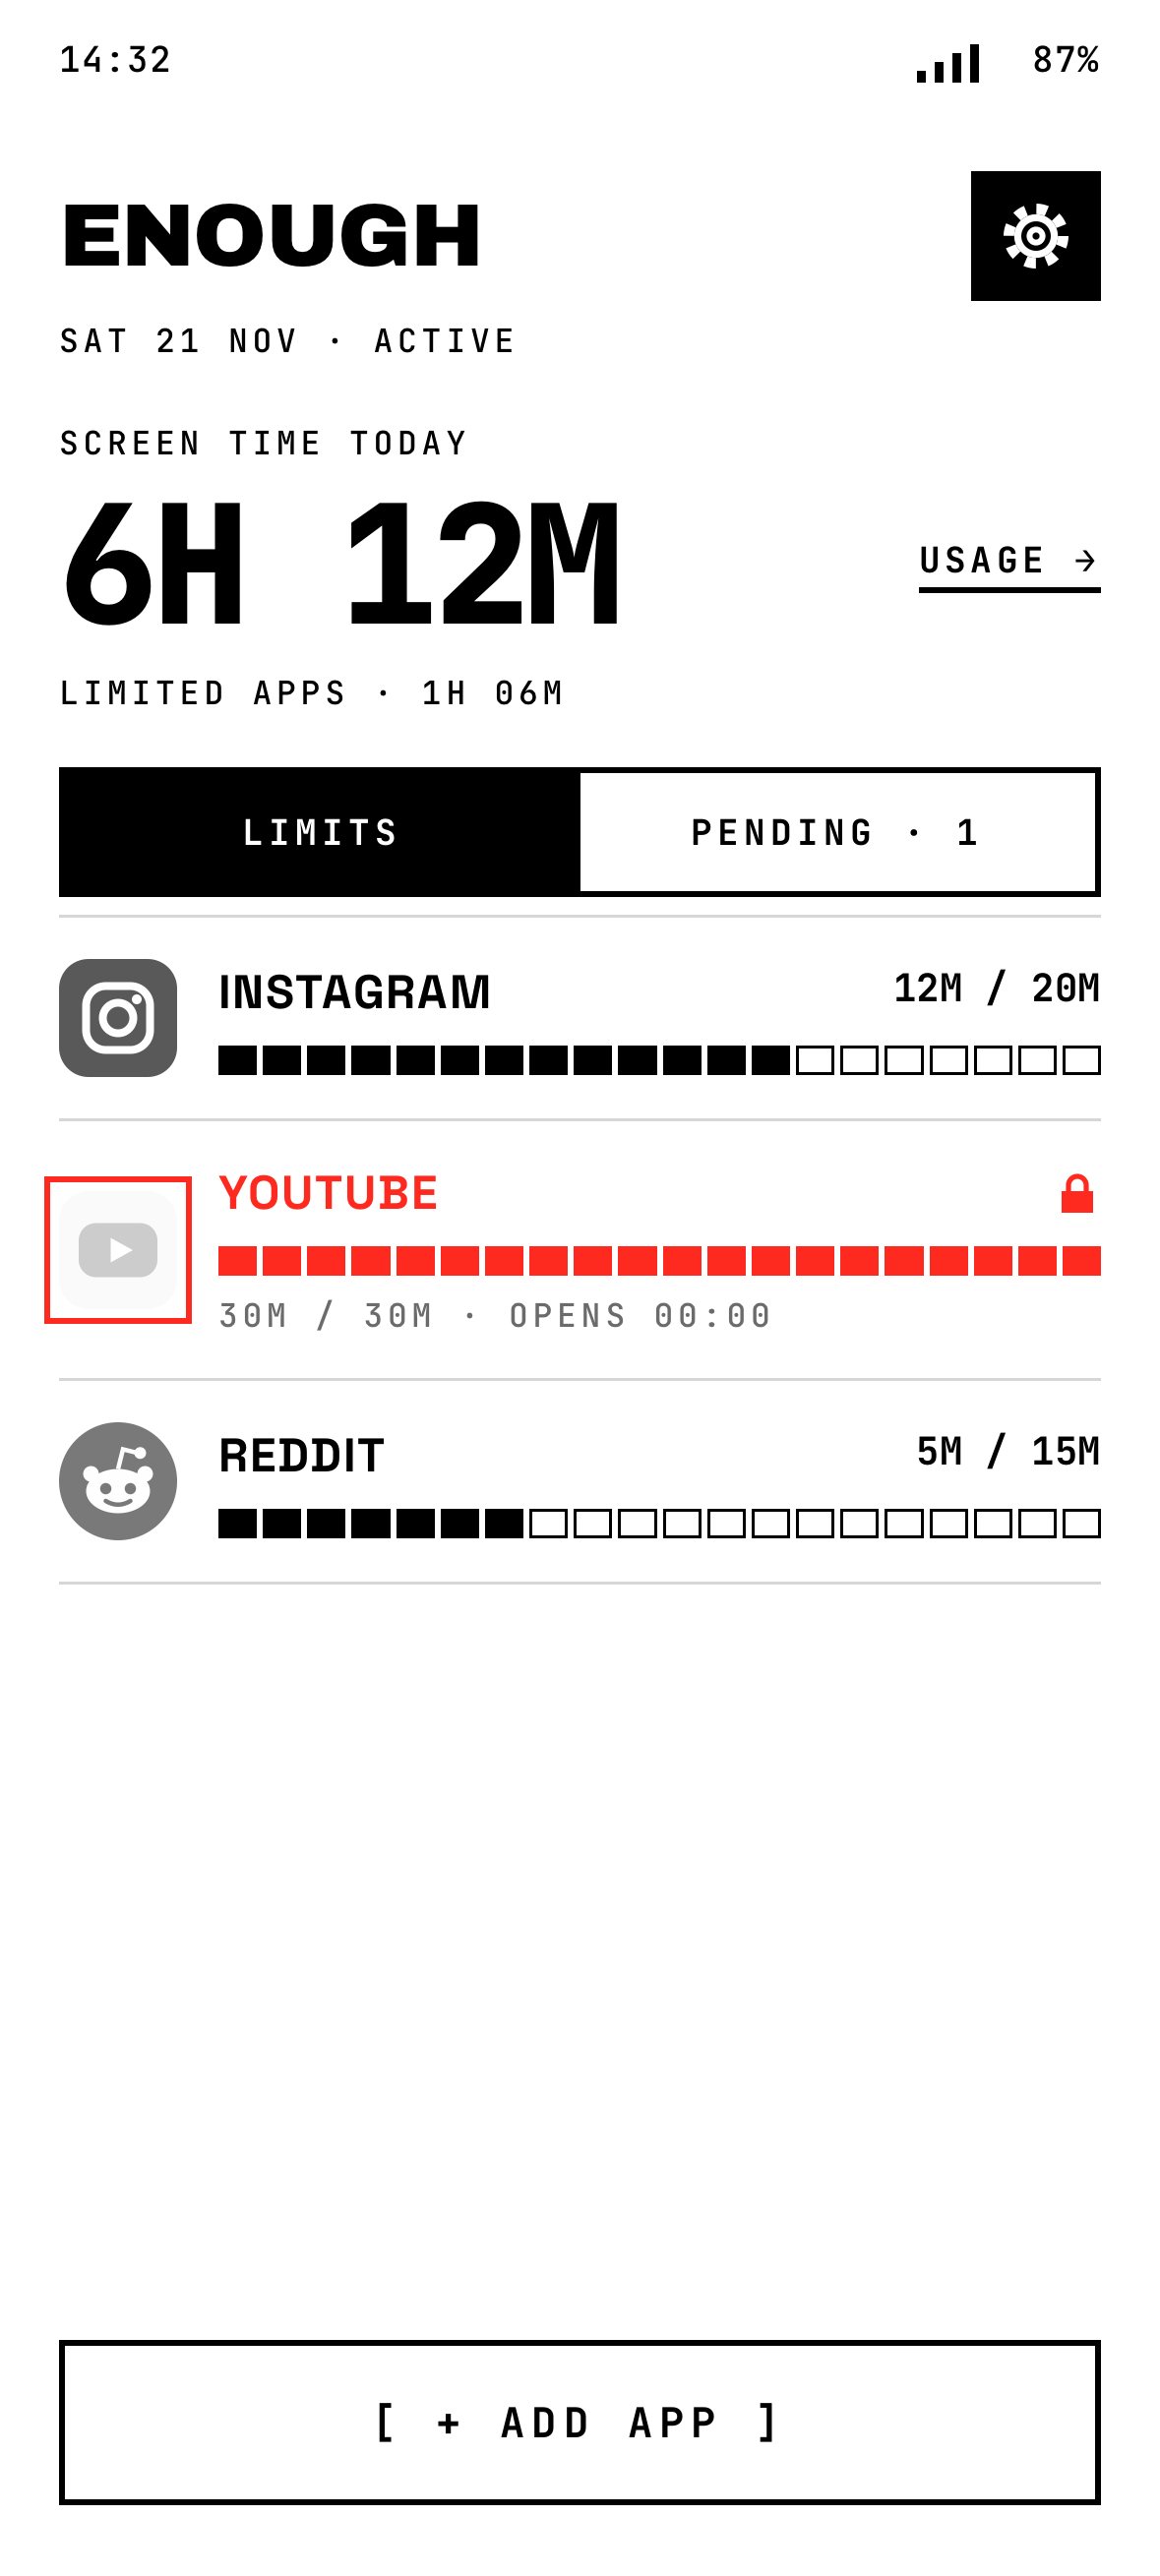 14:32 87%
ENOUGH
SAT 21 NOV · ACTIVE
SCREEN TIME TODAY
6H 12M
USAGE →
LIMITED APPS · 1H 06M
LIMITS PENDING · 1
INSTAGRAM 12M / 20M
YOUTUBE
30M / 30M · OPENS 00:00
REDDIT 5M / 15M
[ + ADD APP ]